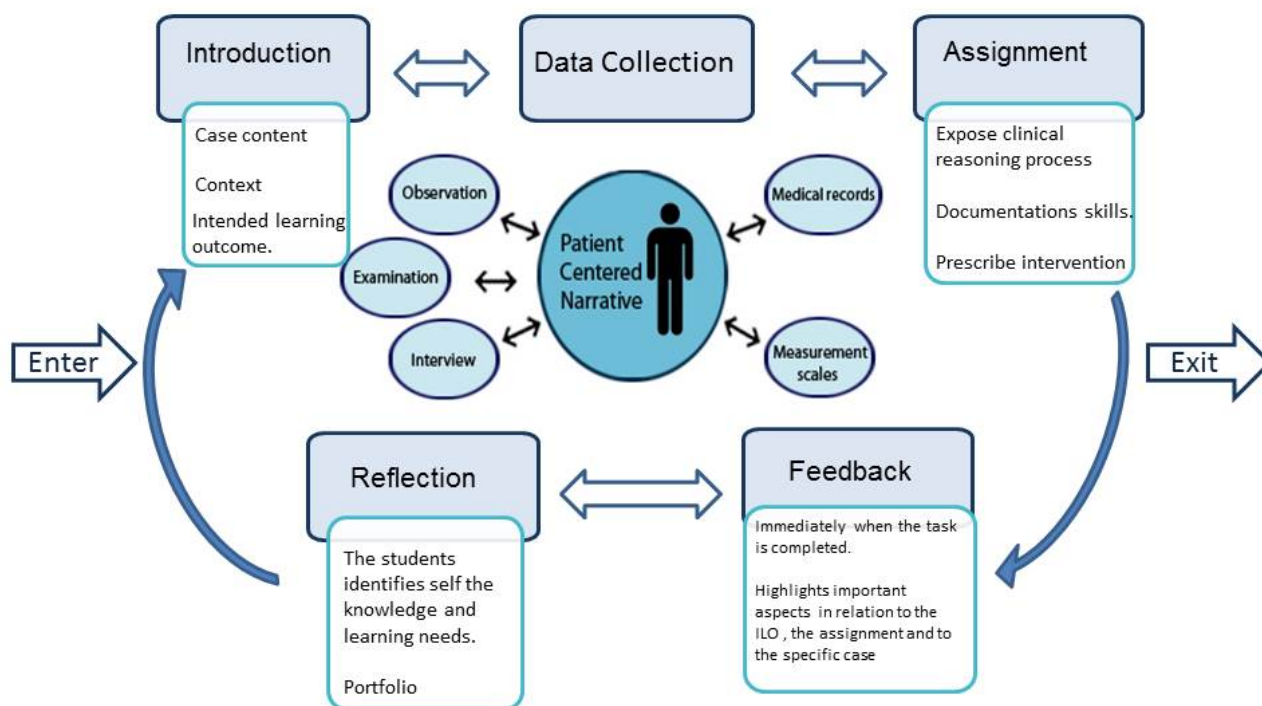 Introduction
Case content
Context
Intended learning
outcome.
Data Collection
Assignment
Expose clinical
reasoning process
Documentations skills.
Prescribe intervention
Observation
Examination
Interview
Patient
Centered
Narrative
Medical records
Measurement
scales
Enter
Exit
Reflection
The students
identifies self the
knowledge and
learning needs.
Portfolio
Feedback
Immediately when the task
is completed.
Highlights important
aspects in relation to the
ILO , the assignment and to
the specific case